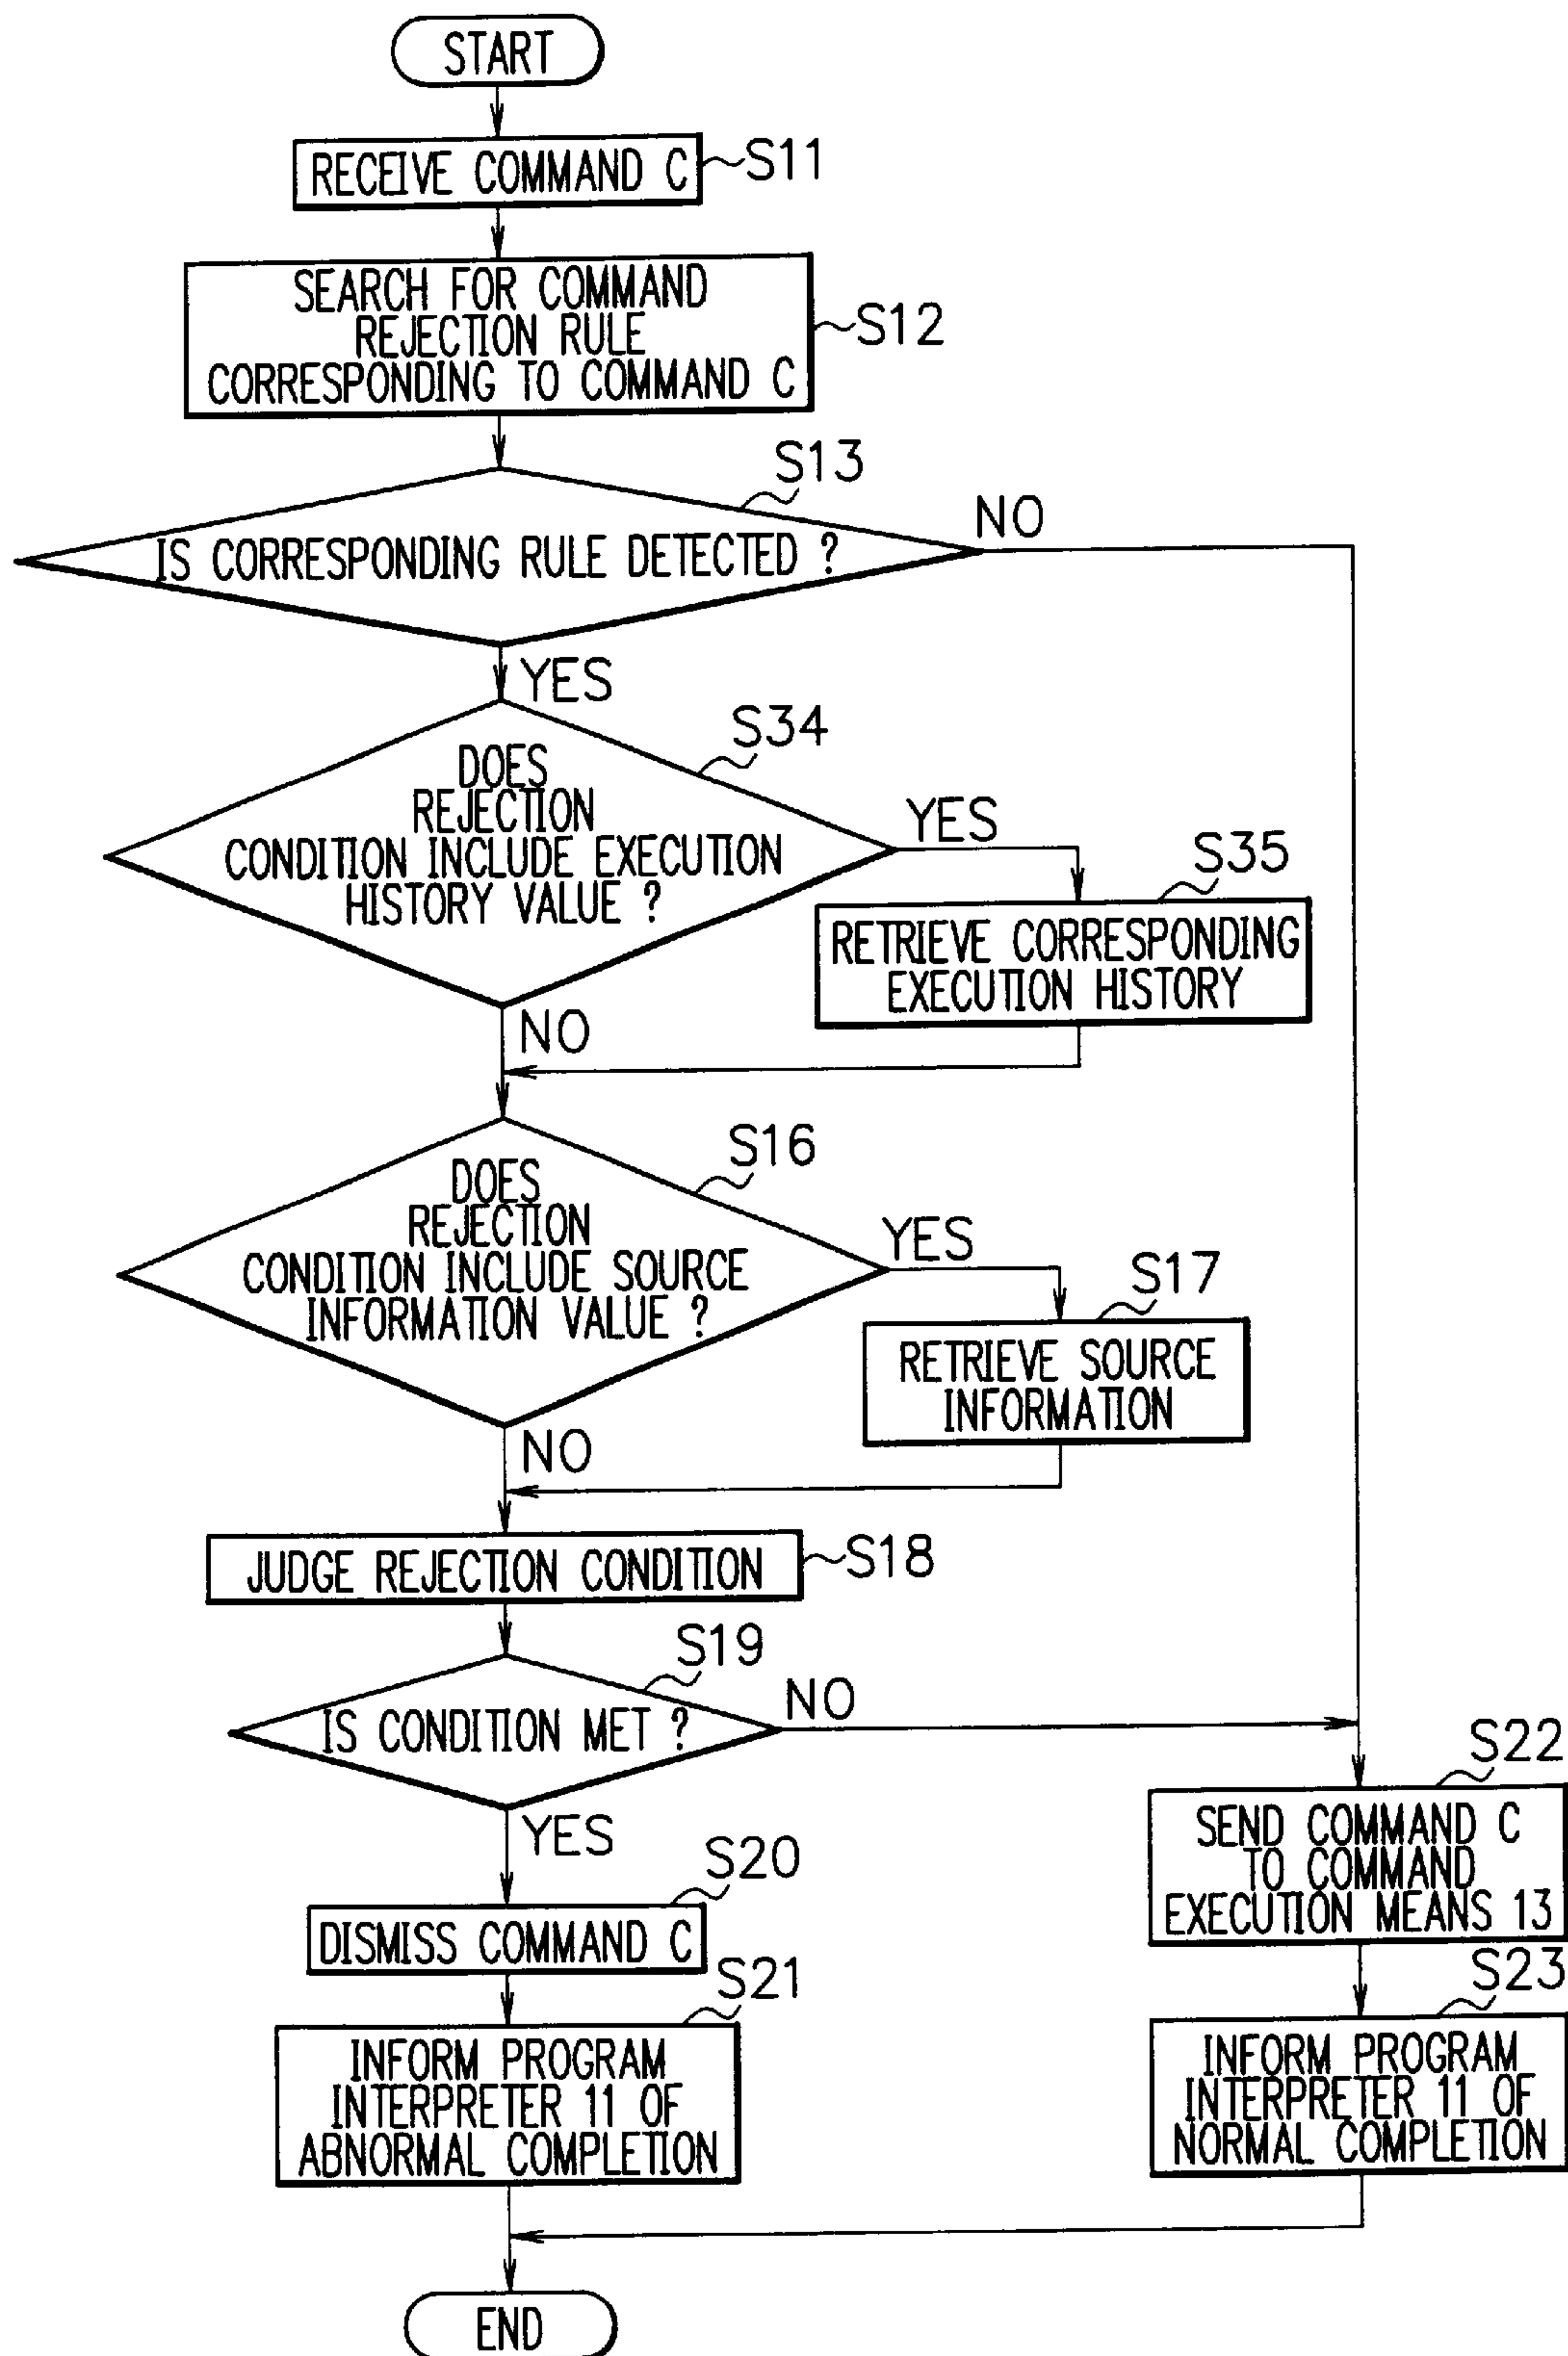 START
RECEIVE COMMAND C
S11
SEARCH FOR COMMAND
REJECTION RULE
CORRESPONDING TO COMMAND C
S12
S13
IS CORRESPONDING RULE DETECTED ?
NO
YES
S34
DOES
REJECTION
CONDITION INCLUDE EXECUTION
HISTORY VALUE ?
YES
S35
RETRIEVE CORRESPONDING
EXECUTION HISTORY
NO
S16
DOES
REJECTION
CONDITION INCLUDE SOURCE
INFORMATION VALUE ?
YES
S17
RETRIEVE SOURCE
INFORMATION
NO
JUDGE REJECTION CONDITION
S18
S19
IS CONDITION MET ?
NO
YES
S20
DISMISS COMMAND C
S21
INFORM PROGRAM
INTERPRETER 11 OF
ABNORMAL COMPLETION
S22
SEND COMMAND C
TO COMMAND
EXECUTION MEANS 13
S23
INFORM PROGRAM
INTERPRETER 11 OF
NORMAL COMPLETION
END